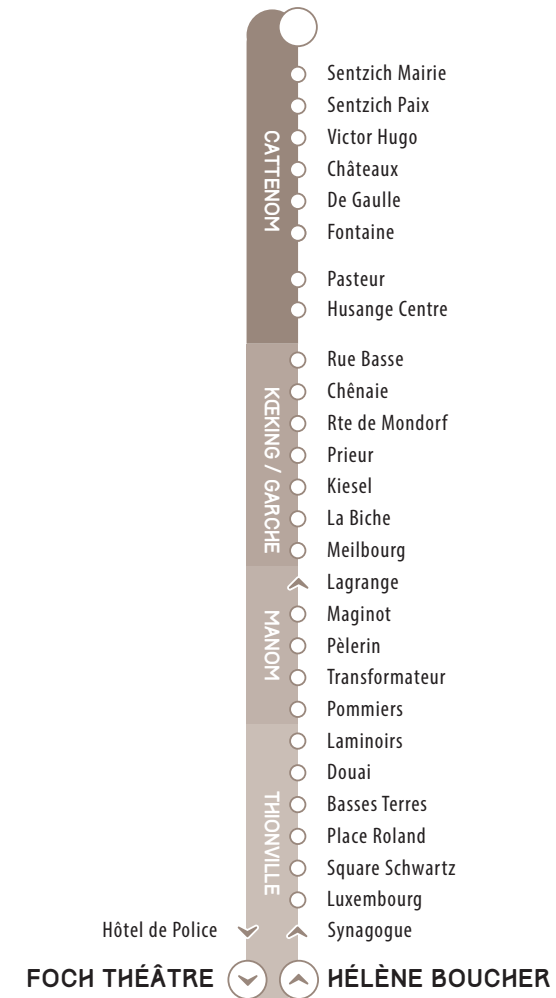 Sentzich Mairie
Sentzich Paix
Victor Hugo
Châteaux
De Gaulle
Fontaine
Pasteur
Husange Centre
CATTENOM
Rue Basse
Chênaie
Rte de Mondorf
Prieur
Kiesel
La Biche
Meilbourg
KŒKING / GARCHE
Lagrange
Maginot
Pèlerin
Transformateur
Pommiers
MANOM
Laminoirs
Douai
Basses Terres
Place Roland
Square Schwartz
Luxembourg
THIONVILLE
Hôtel de Police
Synagogue
FOCH THÉÂTRE
HÉLÈNE BOUCHER